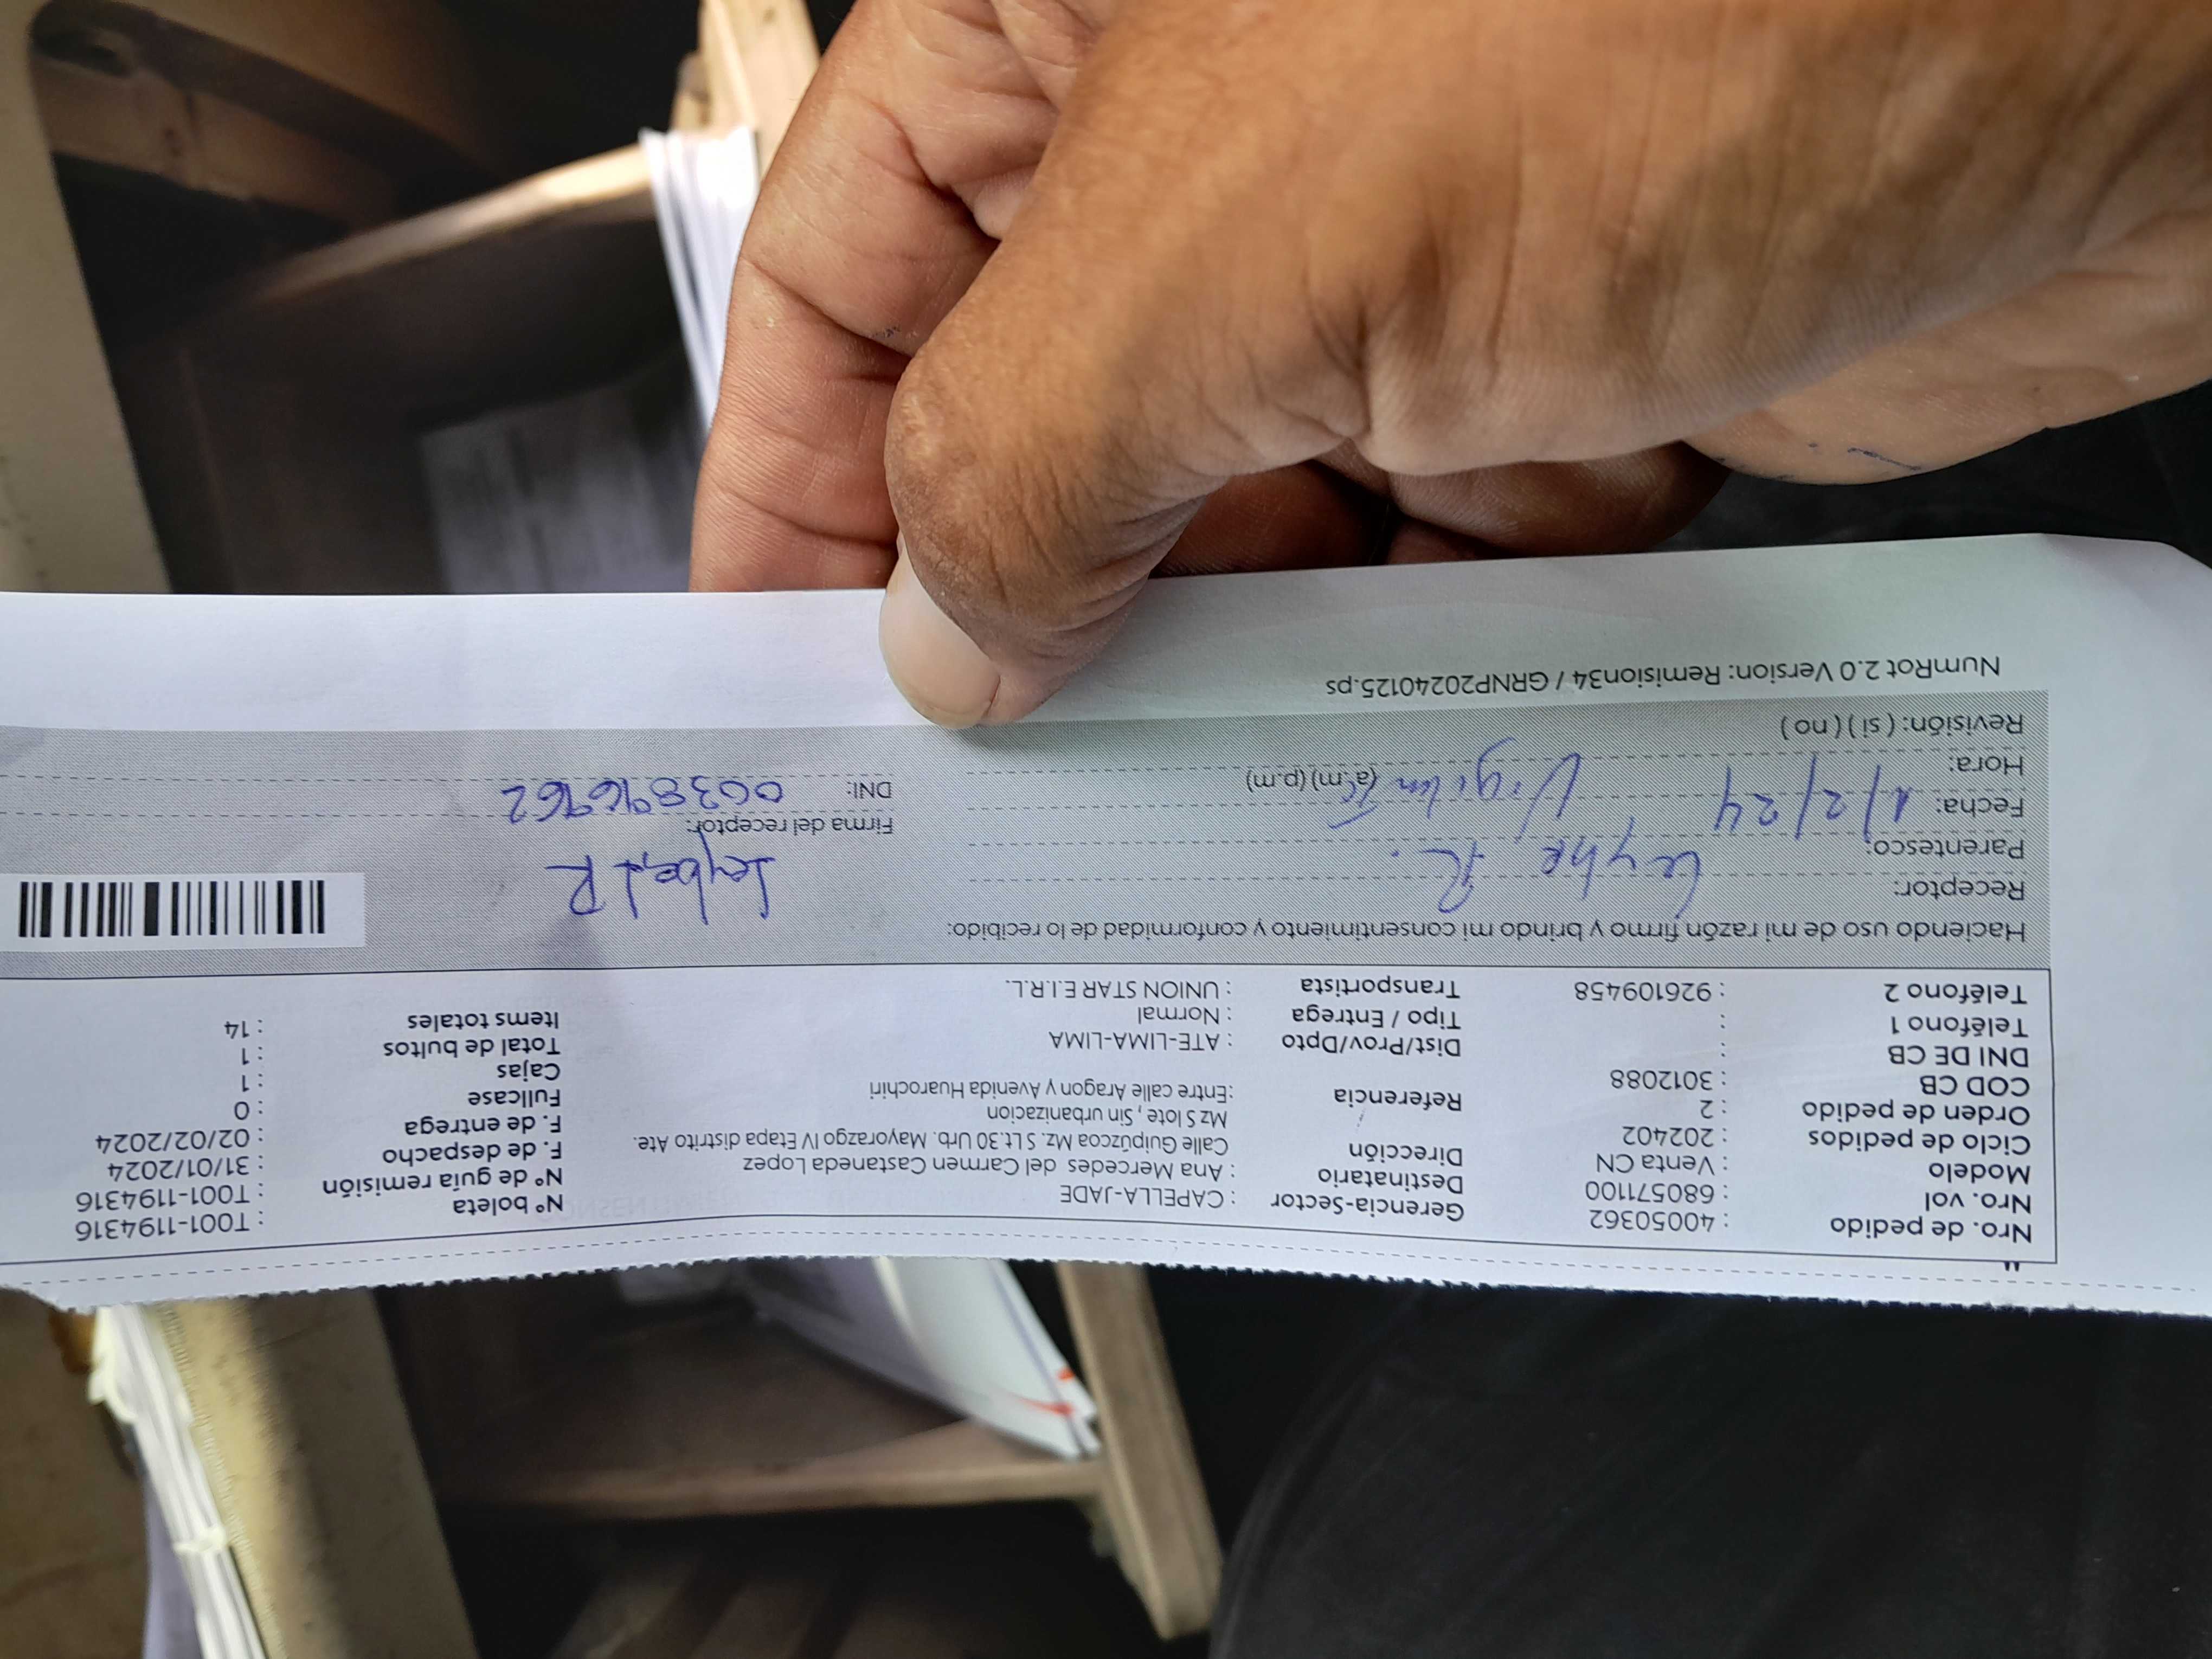 Nro. de pedido : 40050362 Gerencia-Sector : CAPELLA-JADE Nº boleta : T001-1194316
Nro. vol : 680571100 Destinatario : Ana Mercedes del Carmen Castaneda Lopez Nº de guía remisión : T001-1194316
Modelo : Venta CN Dirección Calle Guipúzcoa Mz. S Lt 30 Urb. Mayorazgo IV Etapa distrito Ate. F. de despacho : 31/01/2024
Ciclo de pedidos : 202402 Mz S lote , Sin urbanizacion F. de entrega : 02/02/2024
Orden de pedido : 2 Referencia :Entre calle Aragon y Avenida Huarochiri Fullcase : 0
COD CB : 3012088 Cajas : 1
DNI DE CB : Dist/Prov/Dpto : ATE-LIMA-LIMA Total de bultos : 1
Teléfono 1 : Tipo / Entrega : Normal Items totales : 14
Teléfono 2 : 926109458 Transportista : UNION STAR E.I.R.L.
Haciendo uso de mi razón firmo y brindo mi consentimiento y conformidad de lo recibido:
Receptor:
Parentesco: R. Firma del receptor:
Fecha: 1/2/24 DNI: 003896962
Hora: (a.m) (p.m)
Revisión: ( si ) ( no )
NumRot 2.0 Version: Remision34 / GRNP20240125.ps